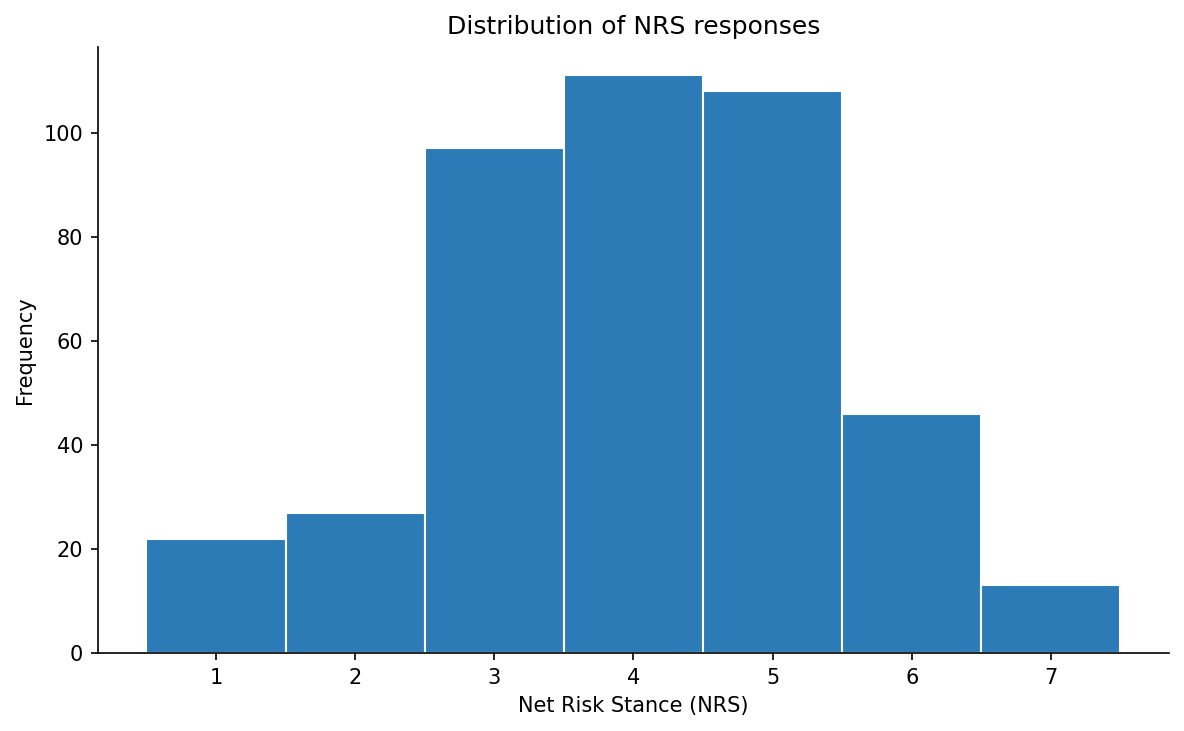 Distribution of NRS responses
100
80
60
40
20
0
Frequency
1 2 3 4 5 6 7
Net Risk Stance (NRS)